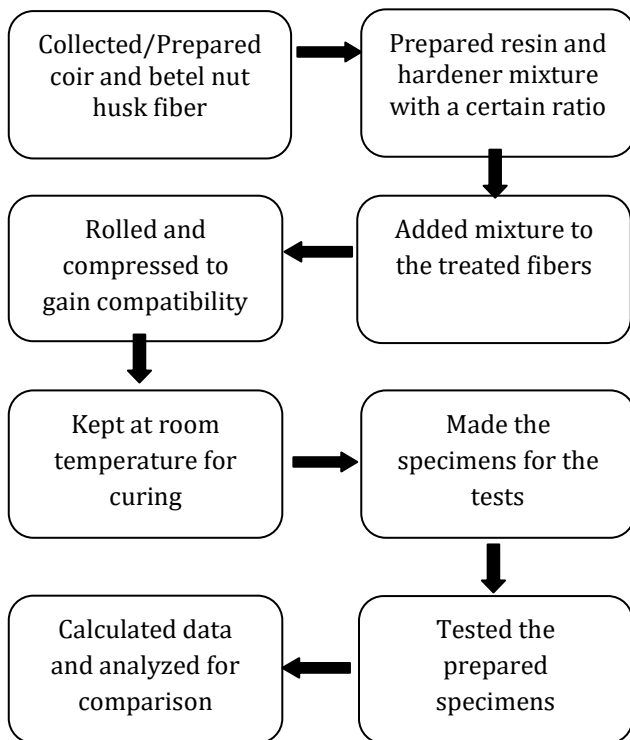 Collected/Prepared
coir and betel nut
husk fiber
Prepared resin and
hardener mixture
with a certain ratio
Added mixture to
the treated fibers
Rolled and
compressed to
gain compatibility
Kept at room
temperature for
curing
Made the
specimens for the
tests
Tested the
prepared
specimens
Calculated data
and analyzed for
comparison